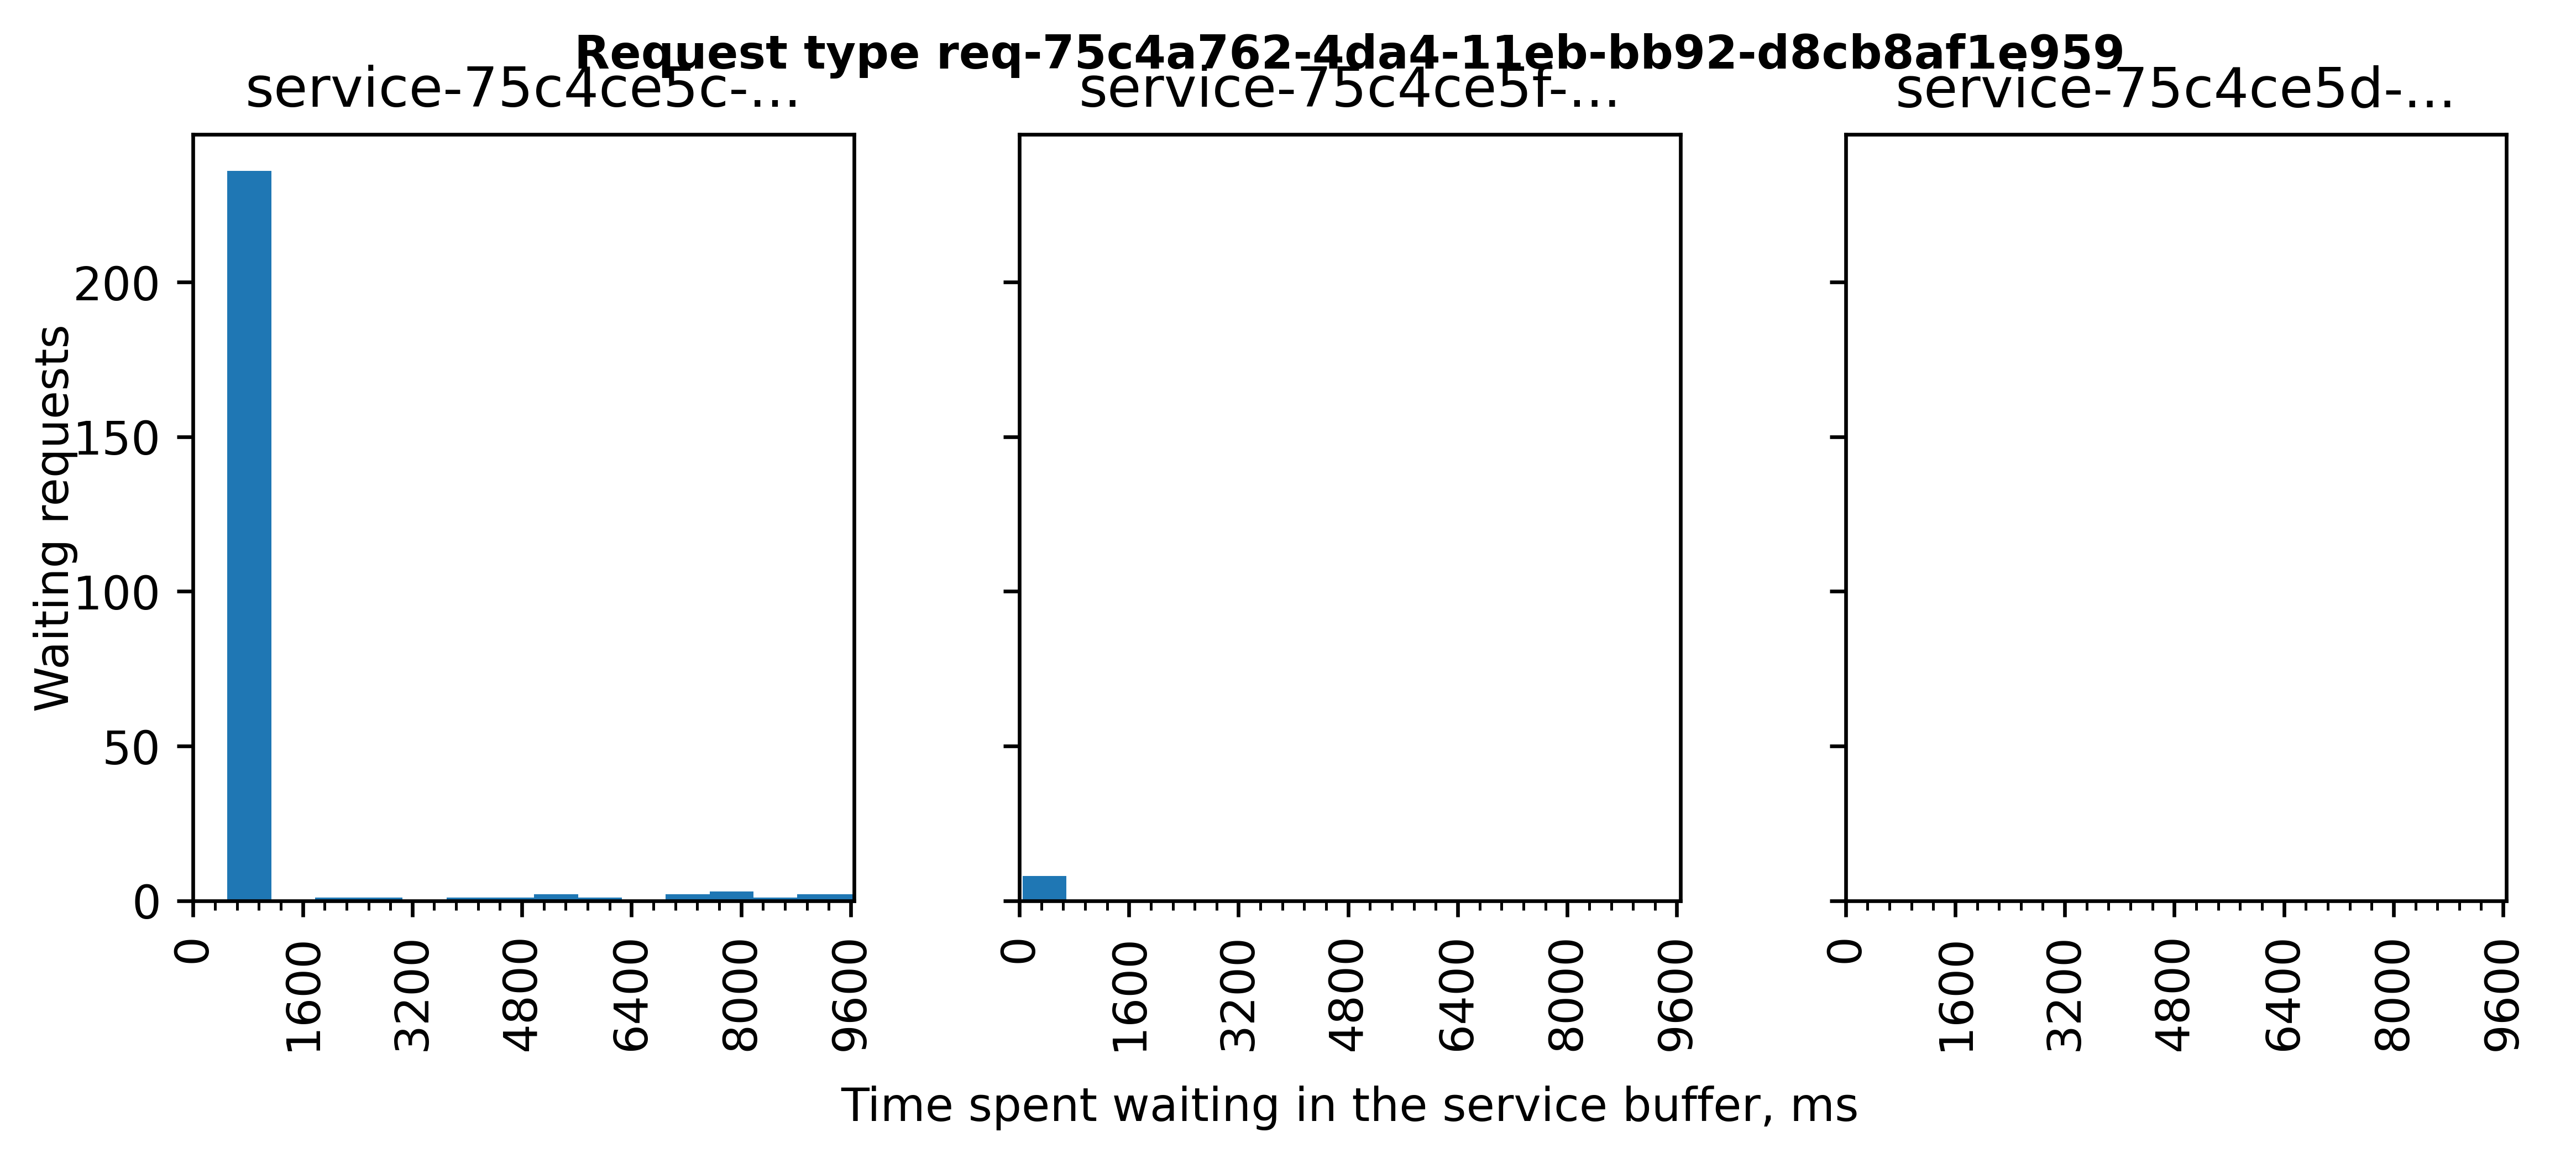 Request type req-75c4a762-4da4-11eb-bb92-d8cb8af1e959
service-75c4ce5c-...
service-75c4ce5f-...
service-75c4ce5d-...
Waiting requests
200
150
100
50
0
0 1600 3200 4800 6400 8000 9600
0 1600 3200 4800 6400 8000 9600
0 1600 3200 4800 6400 8000 9600
Time spent waiting in the service buffer, ms